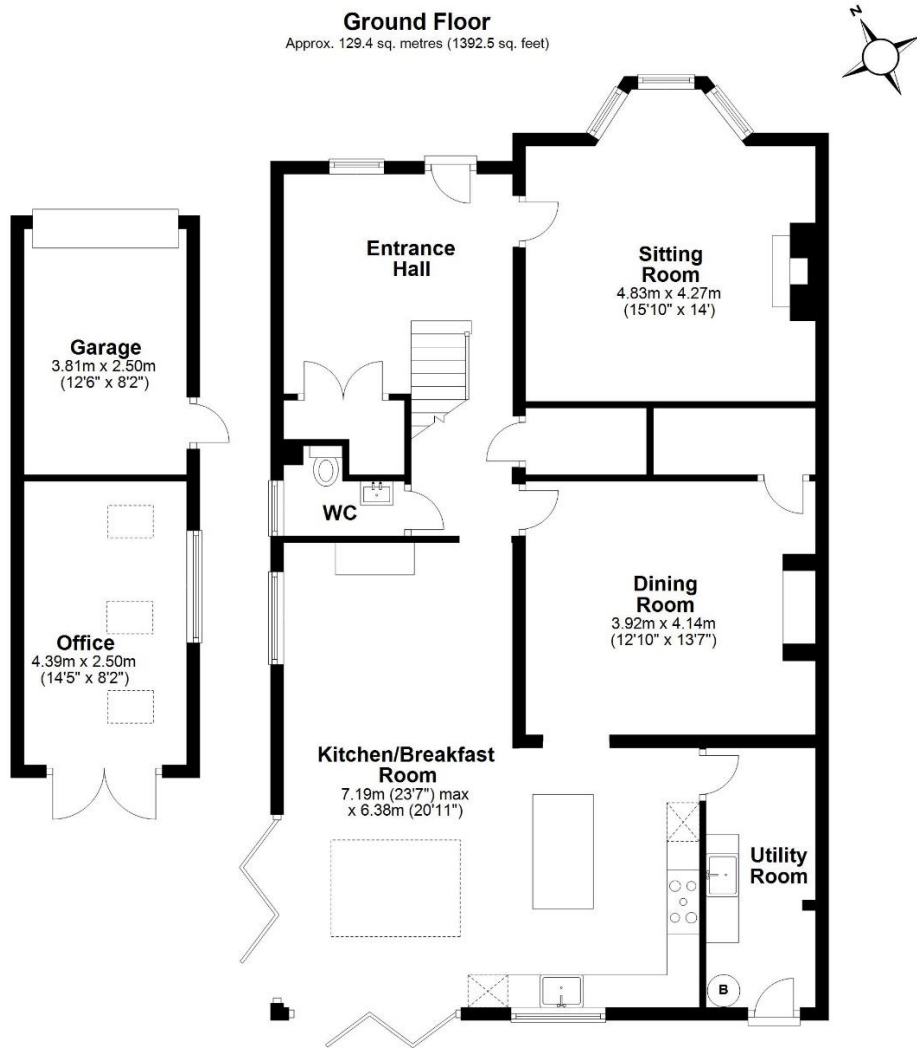 Ground Floor
Approx. 129.4 sq. metres (1392.5 sq. feet)
N
Entrance
Hall
Sitting
Room
4.83m x 4.27m
(15'10" x 14')
Garage
3.81m x 2.50m
(12'6" x 8'2")
WC
Dining
Room
3.92m x 4.14m
(12'10" x 13'7")
Office
4.39m x 2.50m
(14'5" x 8'2")
Kitchen/Breakfast
Room
7.19m (23'7") max
x 6.38m (20'11")
Utility
Room
B